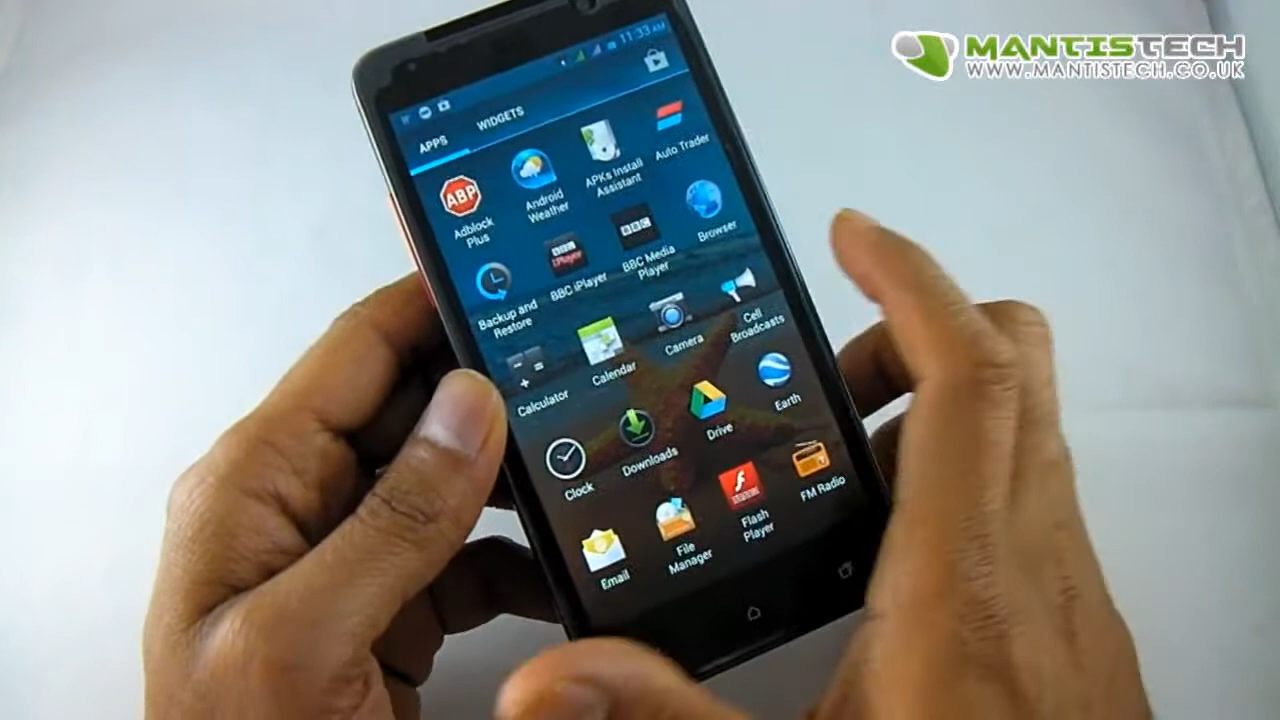 MANTISTECH
WWW.MANTISTECH.CO.UK
11:33 AM
APPS
WIDGETS
ABP
Adblock
Plus
Android
Weather
APKs Install
Assistant
Auto Trader
Backup and
Restore
BBC
iPlayer
BBC iPlayer
BBC
BBC Media
Player
Browser
Calculator
Calendar
Camera
Cell
Broadcasts
Clock
Downloads
Drive
Earth
Email
File
Manager
Flash
Player
FM Radio